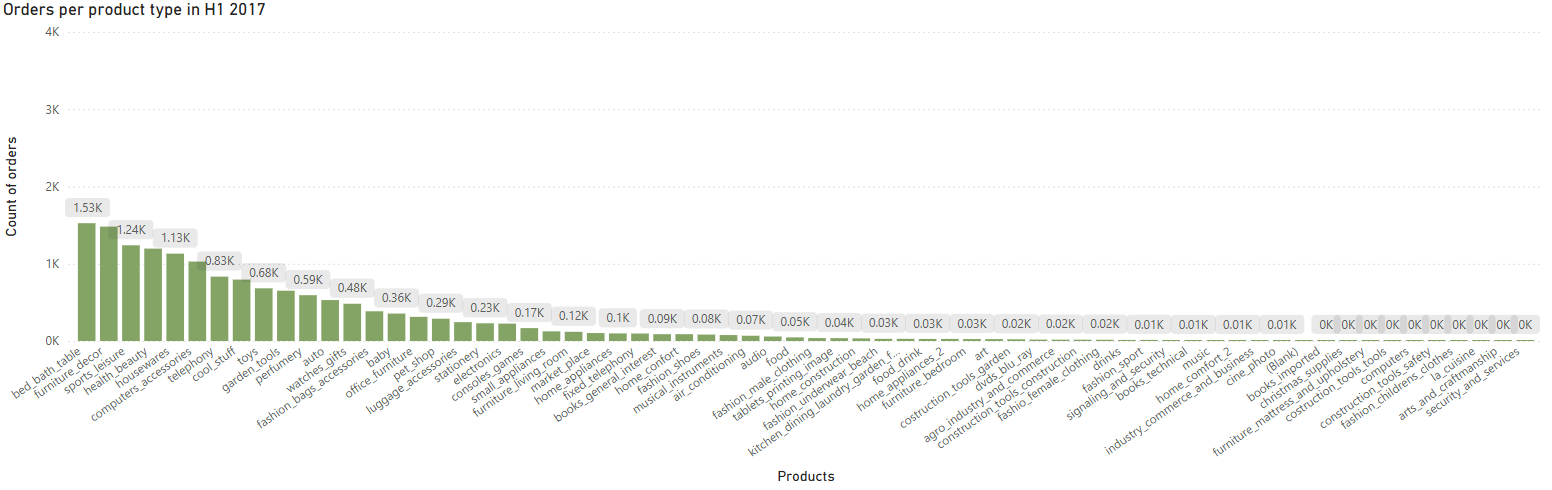 Orders per product type in H1 2017
Count of orders
4K
3K
2K
1K
0K
1.53K
1.24K
1.13K
0.83K
0.68K
0.59K
0.48K
0.36K
0.29K
0.23K
0.17K
0.12K
0.1K
0.09K
0.08K
0.07K
0.05K
0.04K
0.03K
0.03K
0.03K
0.02K
0.02K
0.02K
0.01K
0.01K
0.01K
0.01K
0K
0K
0K
0K
0K
0K
0K
0K
0K
0K
bed_bath_table
furniture_decor
sports_leisure
health_beauty
housewares
computers_accessories
telephony
cool_stuff
toys
garden_tools
perfumery
auto
watches_gifts
fashion_bags_accessories
baby
office_furniture
pet_shop
luggage_accessories
stationery
electronics
consoles_games
small_appliances
furniture_living_room
market_place
home_appliances
fixed_telephony
books_general_interest
home_comfort
fashion_shoes
musical_instruments
air_conditioning
audio
food
fashion_male_clothing
tablets_printing_image
home_construction
fashion_underwear_beach
kitchen_dining_laundry_garden_f...
food_drink
home_appliances_2
furniture_bedroom
art
costruction_tools_garden
dvds_blu_ray
agro_industry_and_commerce
construction_tools_construction
fashio_female_clothing
drinks
fashion_sport
signaling_and_security
books_technical
music
home_comfort_2
industry_commerce_and_business
cine_photo
(Blank)
books_imported
christmas_supplies
furniture_mattress_and_upholstery
costruction_tools_tools
computers
construction_tools_safety
fashion_childrens_clothes
la_cuisine
arts_and_craftmanship
security_and_services
Products